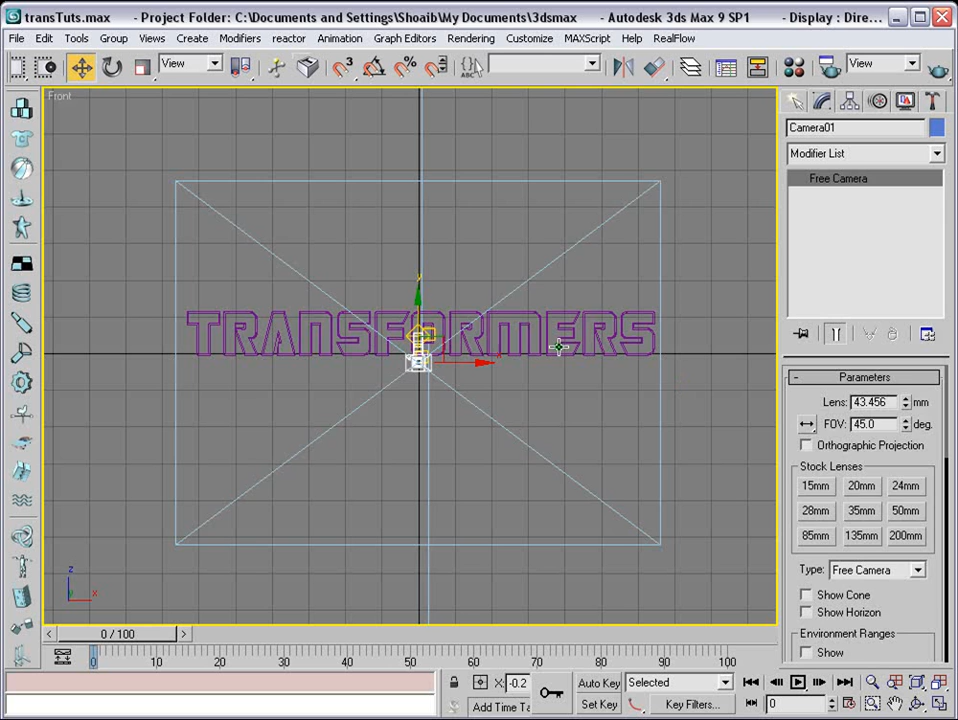 transTuts.max - Project Folder: C:\Documents and Settings\Shoaib\My Documents\3dsmax - Autodesk 3ds Max 9 SP1 - Display : Dire...
File Edit Tools Group Views Create Modifiers reactor Animation Graph Editors Rendering Customize MAXScript Help RealFlow
View
View
Front
TRANSFORMERS
y
x
z
x
Camera01
Modifier List
Free Camera
- Parameters
Lens: 43.456 mm
FOV: 45.0 deg.
Orthographic Projection
Stock Lenses
15mm 20mm 24mm
28mm 35mm 50mm
85mm 135mm 200mm
Type: Free Camera
Show Cone
Show Horizon
Environment Ranges
Show
< 0 / 100 >
0 10 20 30 40 50 60 70 80 90 100
X: -0.2 Auto Key Selected
Add Time Ta Set Key Key Filters... 0